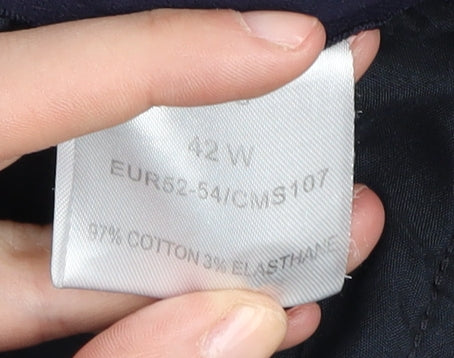 42 W
EUR52-54/CMS107
97% COTTON 3% ELASTHANE